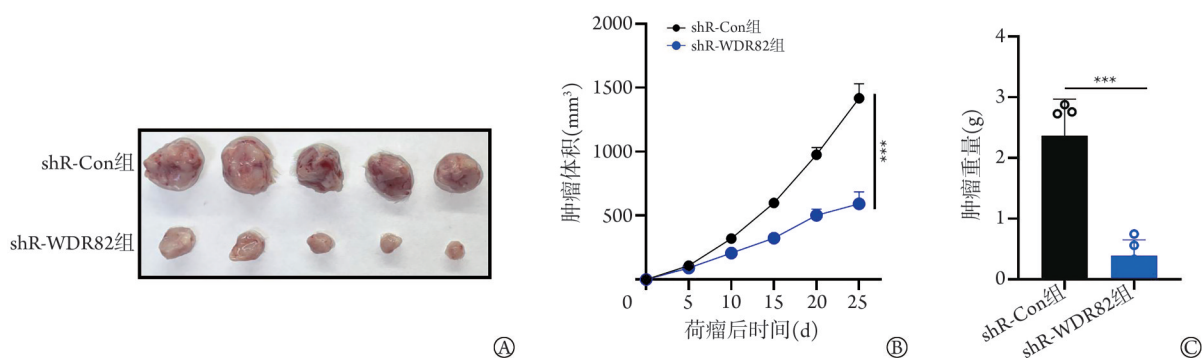 shR-Con组
shR-WDR82组
Ⓐ
肿瘤体积(mm³)
2000
1500
1000
500
0
5
10
15
20
25
荷瘤后时间(d)
shR-Con组
shR-WDR82组
***
Ⓑ
肿瘤重量(g)
4
3
2
1
0
***
shR-Con组
shR-WDR82组
Ⓒ